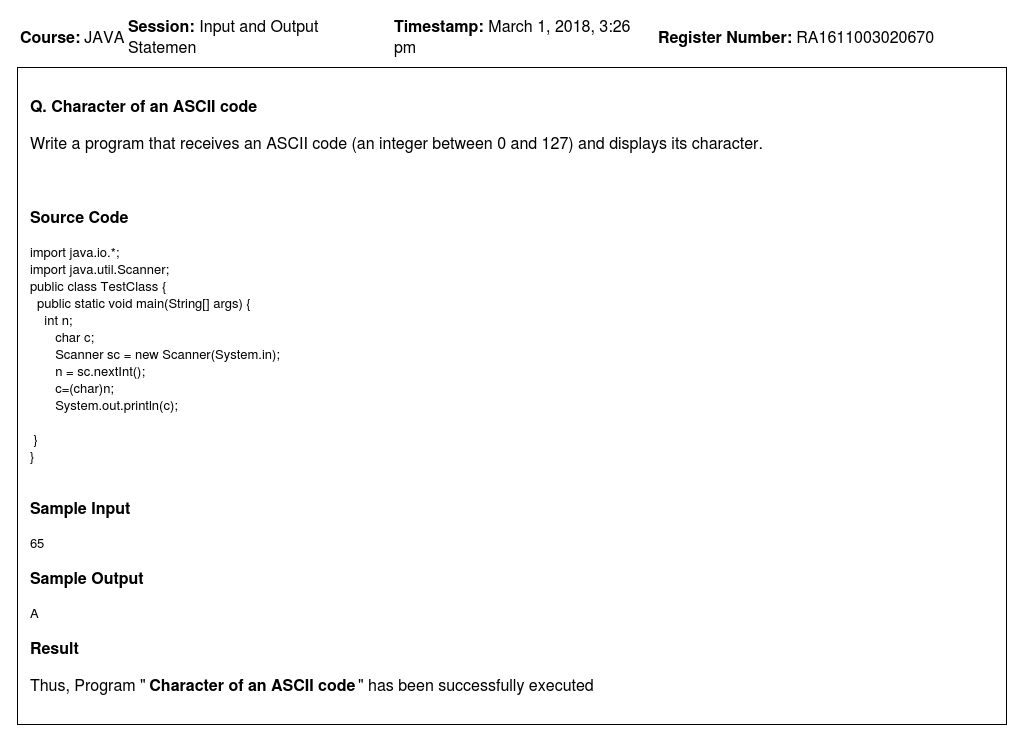 Course: JAVA
Session: Input and Output
Statemen
Timestamp: March 1, 2018, 3:26
pm
Register Number: RA1611003020670
Q. Character of an ASCII code
Write a program that receives an ASCII code (an integer between 0 and 127) and displays its character.
Source Code
import java.io.*;
import java.util.Scanner;
public class TestClass {
public static void main(String[] args) {
int n;
char c;
Scanner sc = new Scanner(System.in);
n = sc.nextInt();
c=(char)n;
System.out.println(c);
}
}
Sample Input
65
Sample Output
A
Result
Thus, Program " Character of an ASCII code " has been successfully executed